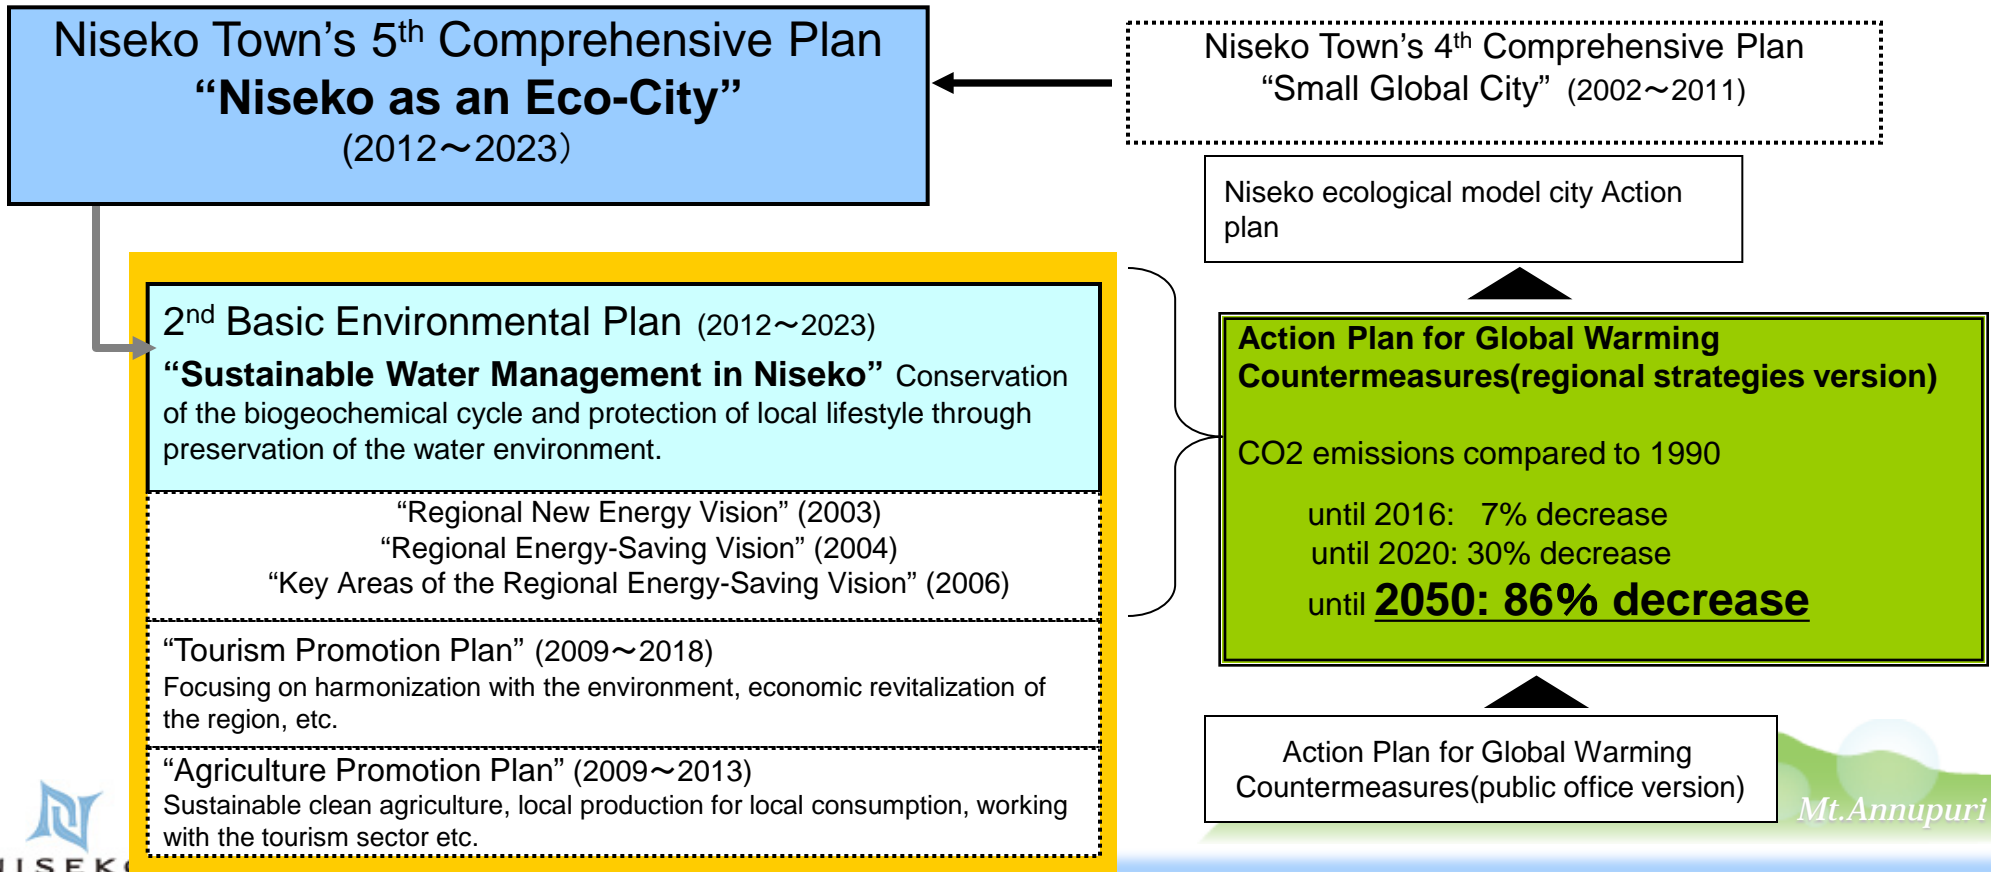 Niseko Town’s 5th Comprehensive Plan
“Niseko as an Eco-City”
(2012～2023）
Niseko Town’s 4th Comprehensive Plan
“Small Global City” (2002～2011)
Niseko ecological model city Action
plan
2nd Basic Environmental Plan (2012～2023)
“Sustainable Water Management in Niseko” Conservation
of the biogeochemical cycle and protection of local lifestyle through
preservation of the water environment.
“Regional New Energy Vision” (2003)
“Regional Energy-Saving Vision” (2004)
“Key Areas of the Regional Energy-Saving Vision” (2006)
“Tourism Promotion Plan” (2009～2018)
Focusing on harmonization with the environment, economic revitalization of
the region, etc.
“Agriculture Promotion Plan” (2009～2013)
Sustainable clean agriculture, local production for local consumption, working
with the tourism sector etc.
Action Plan for Global Warming
Countermeasures(regional strategies version)
CO2 emissions compared to 1990
until 2016: 7% decrease
until 2020: 30% decrease
until 2050: 86% decrease
Action Plan for Global Warming
Countermeasures(public office version)
Mt.Annupuri